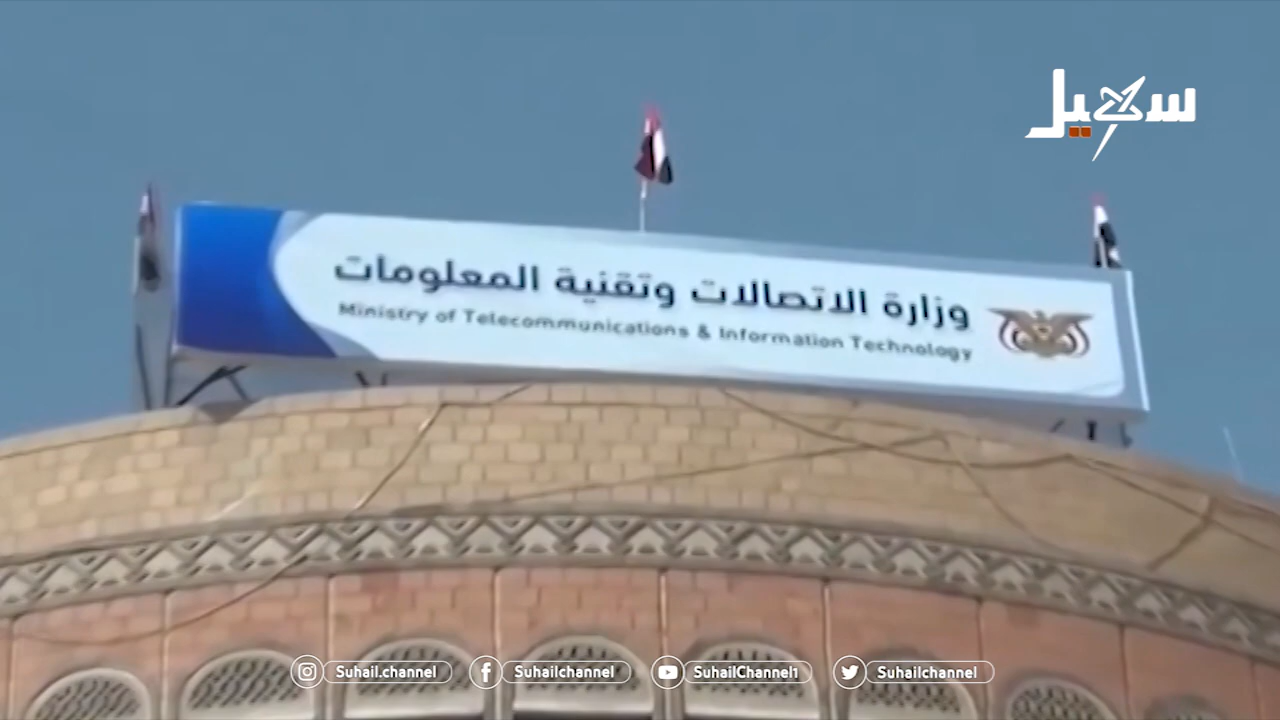 سهيل
وزارة الاتصالات وتقنية المعلومات
Ministry of Telecommunications & Information Technology
Suhail.channel
Suhailchannel
SuhailChannel1
Suhailchannel